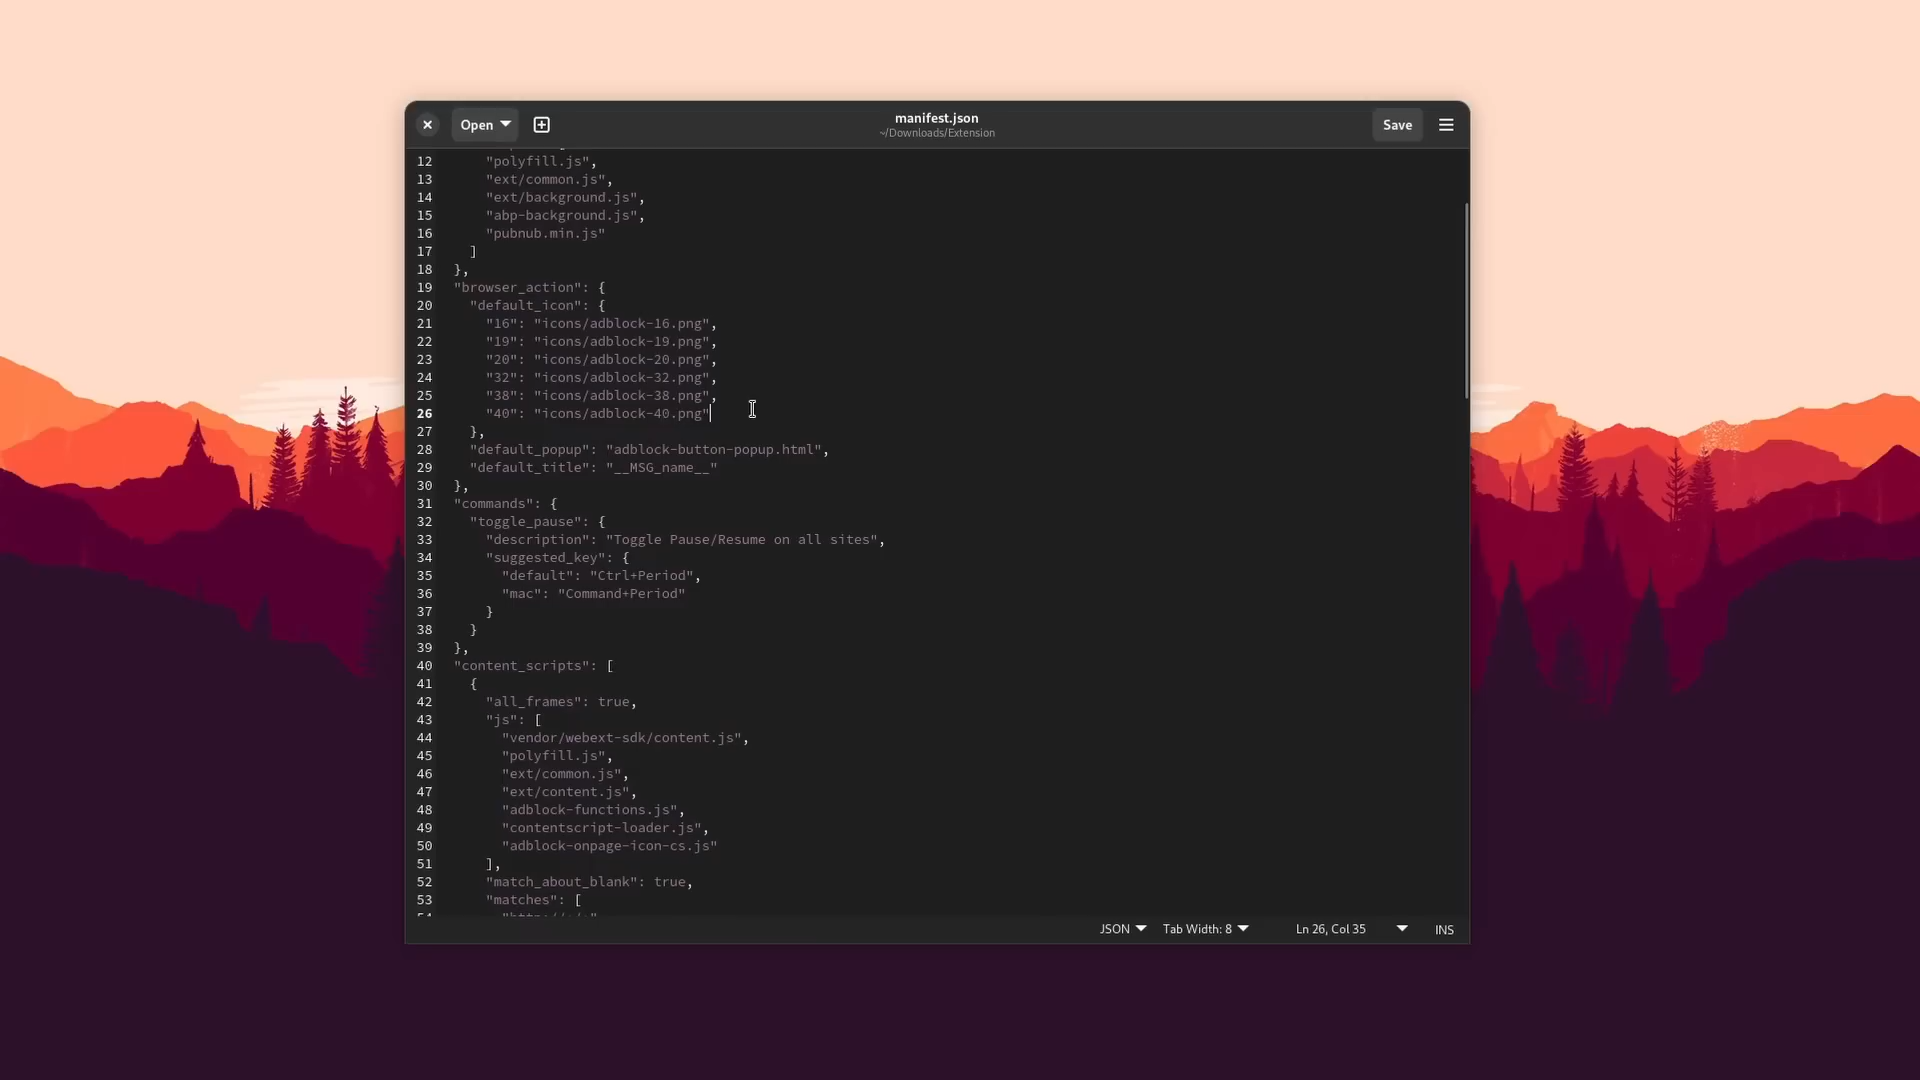 Open
manifest.json
~/Downloads/Extension
Save
12 "polyfill.js",
13 "ext/common.js",
14 "ext/background.js",
15 "abp-background.js",
16 "pubnub.min.js"
17 ]
18 },
19 "browser_action": {
20 "default_icon": {
21 "16": "icons/adblock-16.png",
22 "19": "icons/adblock-19.png",
23 "20": "icons/adblock-20.png",
24 "32": "icons/adblock-32.png",
25 "38": "icons/adblock-38.png",
26 "40": "icons/adblock-40.png"
27 },
28 "default_popup": "adblock-button-popup.html",
29 "default_title": "__MSG_name__"
30 },
31 "commands": {
32 "toggle_pause": {
33 "description": "Toggle Pause/Resume on all sites",
34 "suggested_key": {
35 "default": "Ctrl+Period",
36 "mac": "Command+Period"
37 }
38 }
39 },
40 "content_scripts": [
41 {
42 "all_frames": true,
43 "js": [
44 "vendor/webext-sdk/content.js",
45 "polyfill.js",
46 "ext/common.js",
47 "ext/content.js",
48 "adblock-functions.js",
49 "contentscript-loader.js",
50 "adblock-onpage-icon-cs.js"
51 ],
52 "match_about_blank": true,
53 "matches": [
JSON Tab Width: 8 Ln 26, Col 35 INS